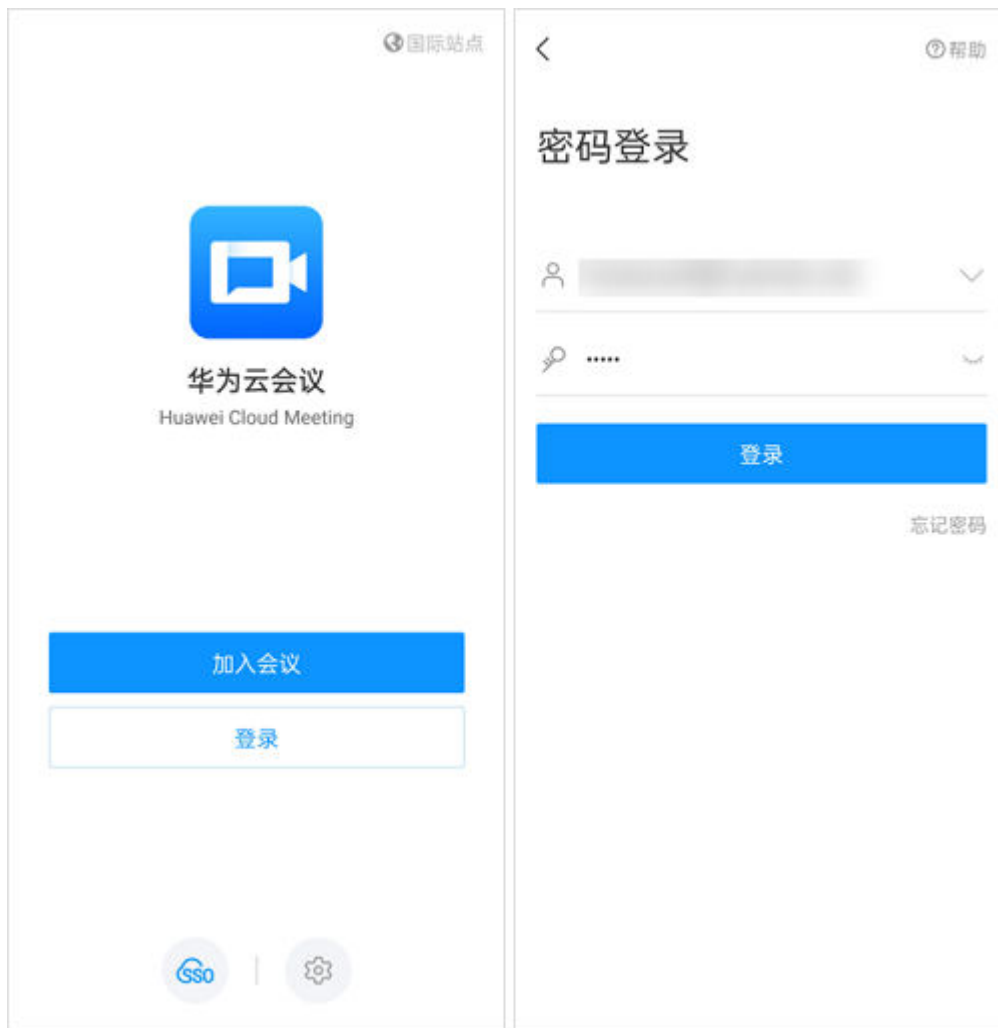 国际站点
华为云会议
Huawei Cloud Meeting
加入会议
登录
SSO
帮助
密码登录
•••••
登录
忘记密码